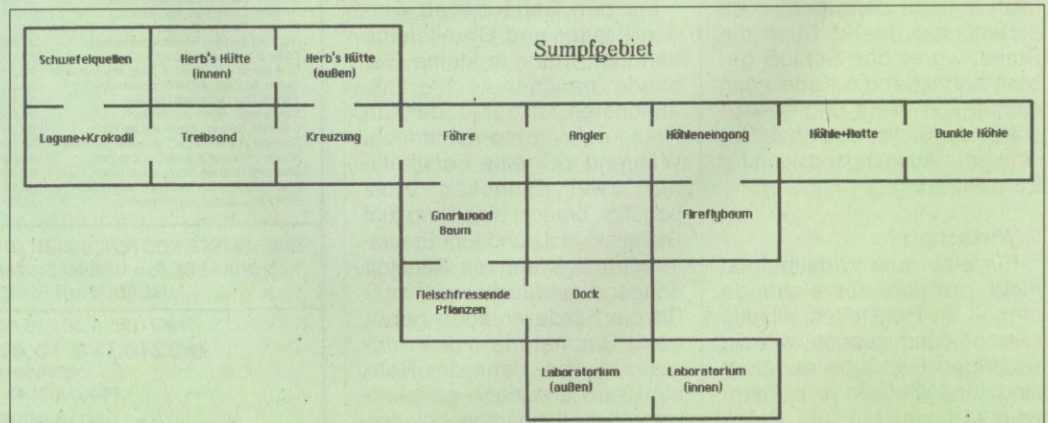 Sumpfgebiet
Schwefelquellen
Herb's Hütte
(innen)
Herb's Hütte
(außen)
Lagune+Krokodil
Treibsand
Kreuzung
Föhre
Angler
Höhleneingang
Höhle+Ratte
Dunkle Höhle
Gnarlwood
Baum
Fireflybaum
Fleischfressende
Pflanzen
Dock
Laboratorium
(außen)
Laboratorium
(innen)